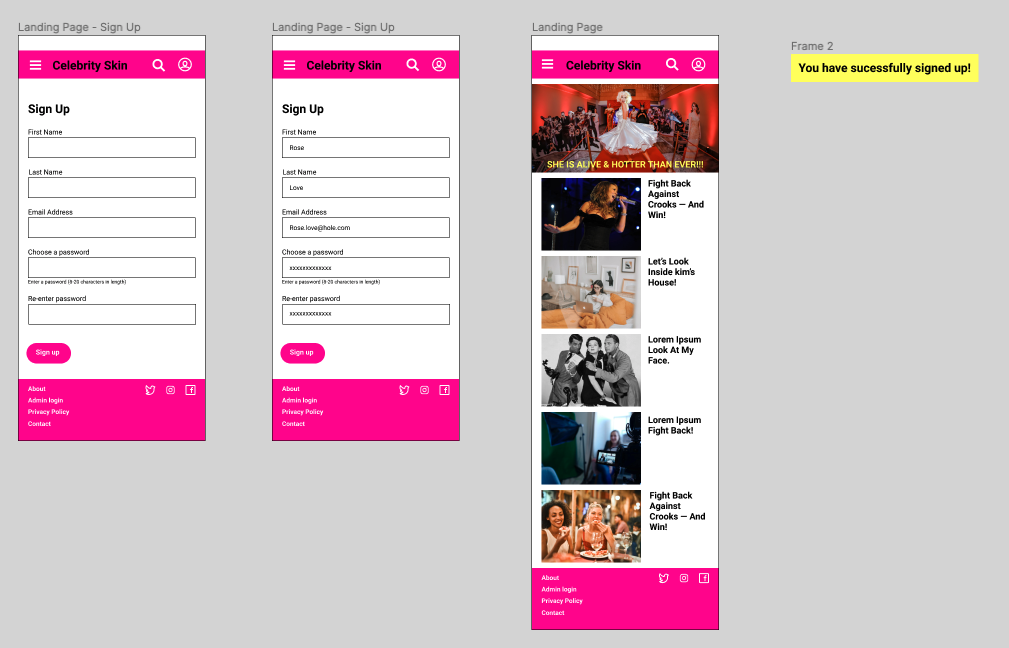 Landing Page - Sign Up
Celebrity Skin
Sign Up
First Name
Last Name
Email Address
Choose a password
Enter a password (8-20 characters in length)
Re-enter password
Sign up
About
Admin login
Privacy Policy
Contact
Landing Page - Sign Up
Celebrity Skin
Sign Up
First Name
Rose
Last Name
Love
Email Address
Rose.love@hole.com
Choose a password
xxxxxxxxxxxxx
Enter a password (8-20 characters in length)
Re-enter password
xxxxxxxxxxxxx
Sign up
About
Admin login
Privacy Policy
Contact
Landing Page
Celebrity Skin
SHE IS ALIVE & HOTTER THAN EVER!!!
Fight Back
Against
Crooks — And
Win!
Let's Look
Inside kim's
House!
Lorem Ipsum
Look At My
Face.
Lorem Ipsum
Fight Back!
Fight Back
Against
Crooks — And
Win!
About
Admin login
Privacy Policy
Contact
Frame 2
You have sucessfully signed up!